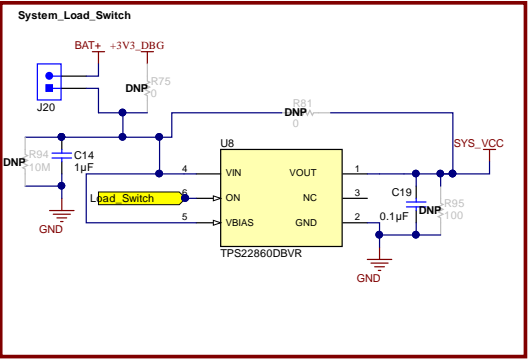 System_Load_Switch
BAT+ +3V3_DBG
R75
DNP
0
J20
R81
DNP
0
SYS_VCC
U8
R94
DNP
10M
C14
1µF
4 VIN VOUT 1
Load_Switch 6 ON NC 3
5 VBIAS GND 2
C19
0.1µF
DNP
R95
100
GND
TPS22860DBVR
GND